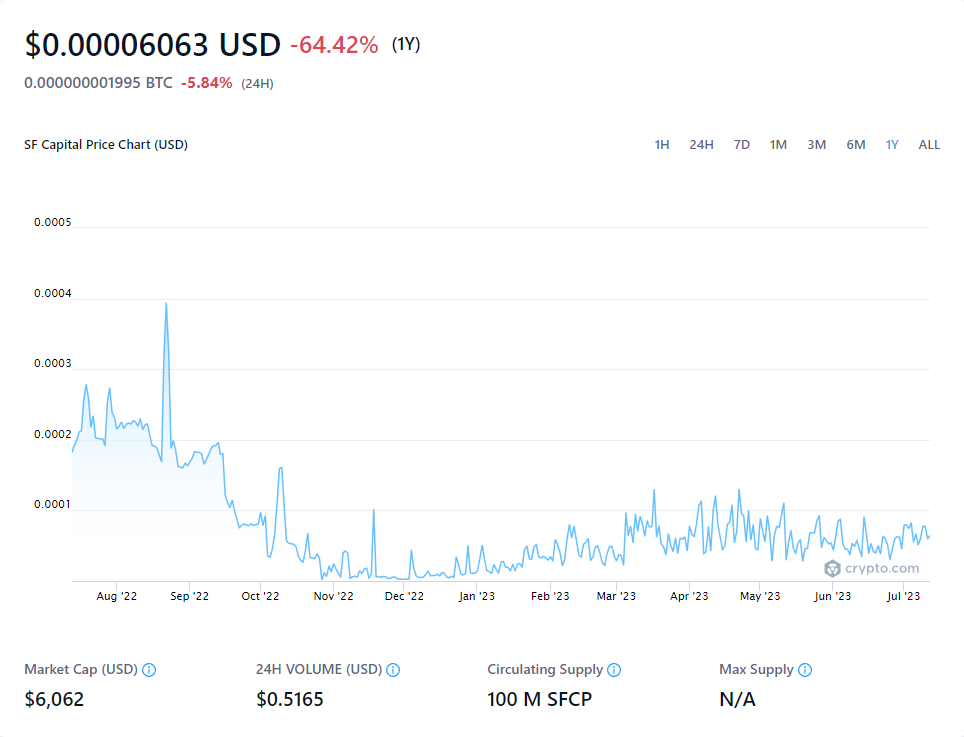 $0.00006063 USD -64.42% (1Y)
0.000000001995 BTC -5.84% (24H)
SF Capital Price Chart (USD) 1H 24H 7D 1M 3M 6M 1Y ALL
0.0005
0.0004
0.0003
0.0002
0.0001
crypto.com
Aug '22 Sep '22 Oct '22 Nov '22 Dec '22 Jan '23 Feb '23 Mar '23 Apr '23 May '23 Jun '23 Jul '23
Market Cap (USD) 24H VOLUME (USD) Circulating Supply Max Supply
$6,062 $0.5165 100 M SFCP N/A